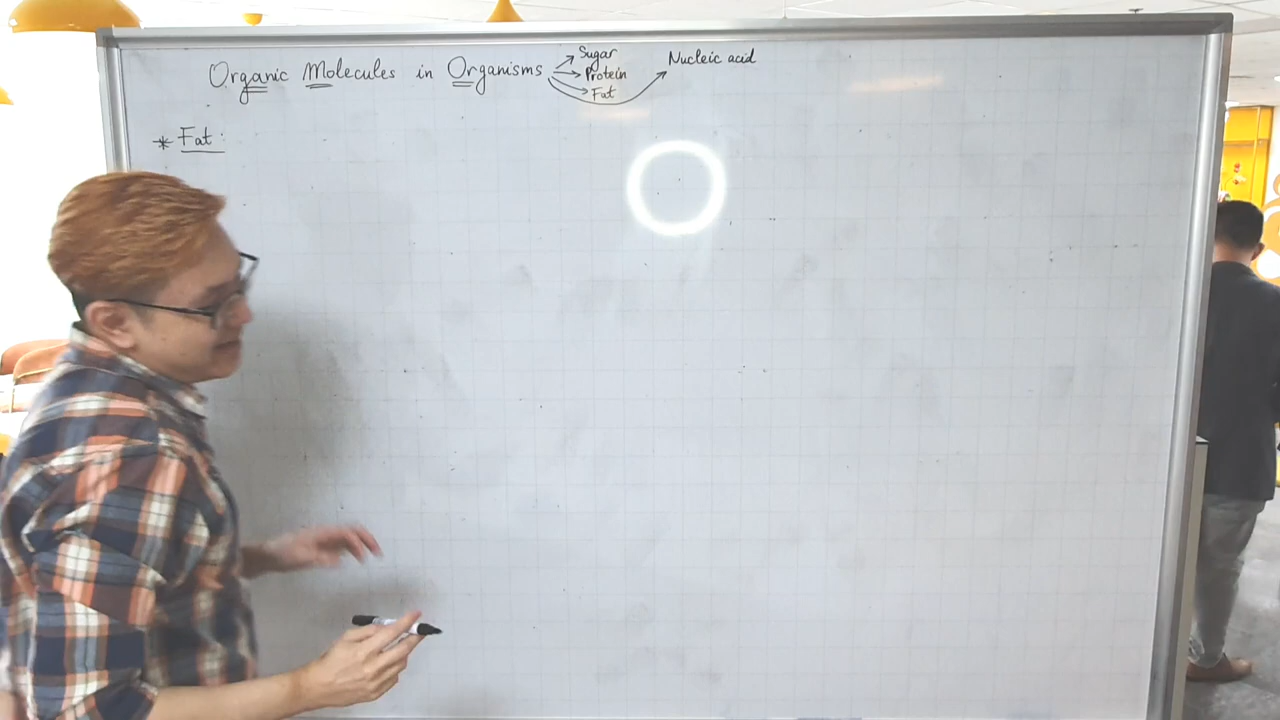 Organic Molecules in Organisms
Sugar
Protein
Fat
Nucleic acid
* Fat: